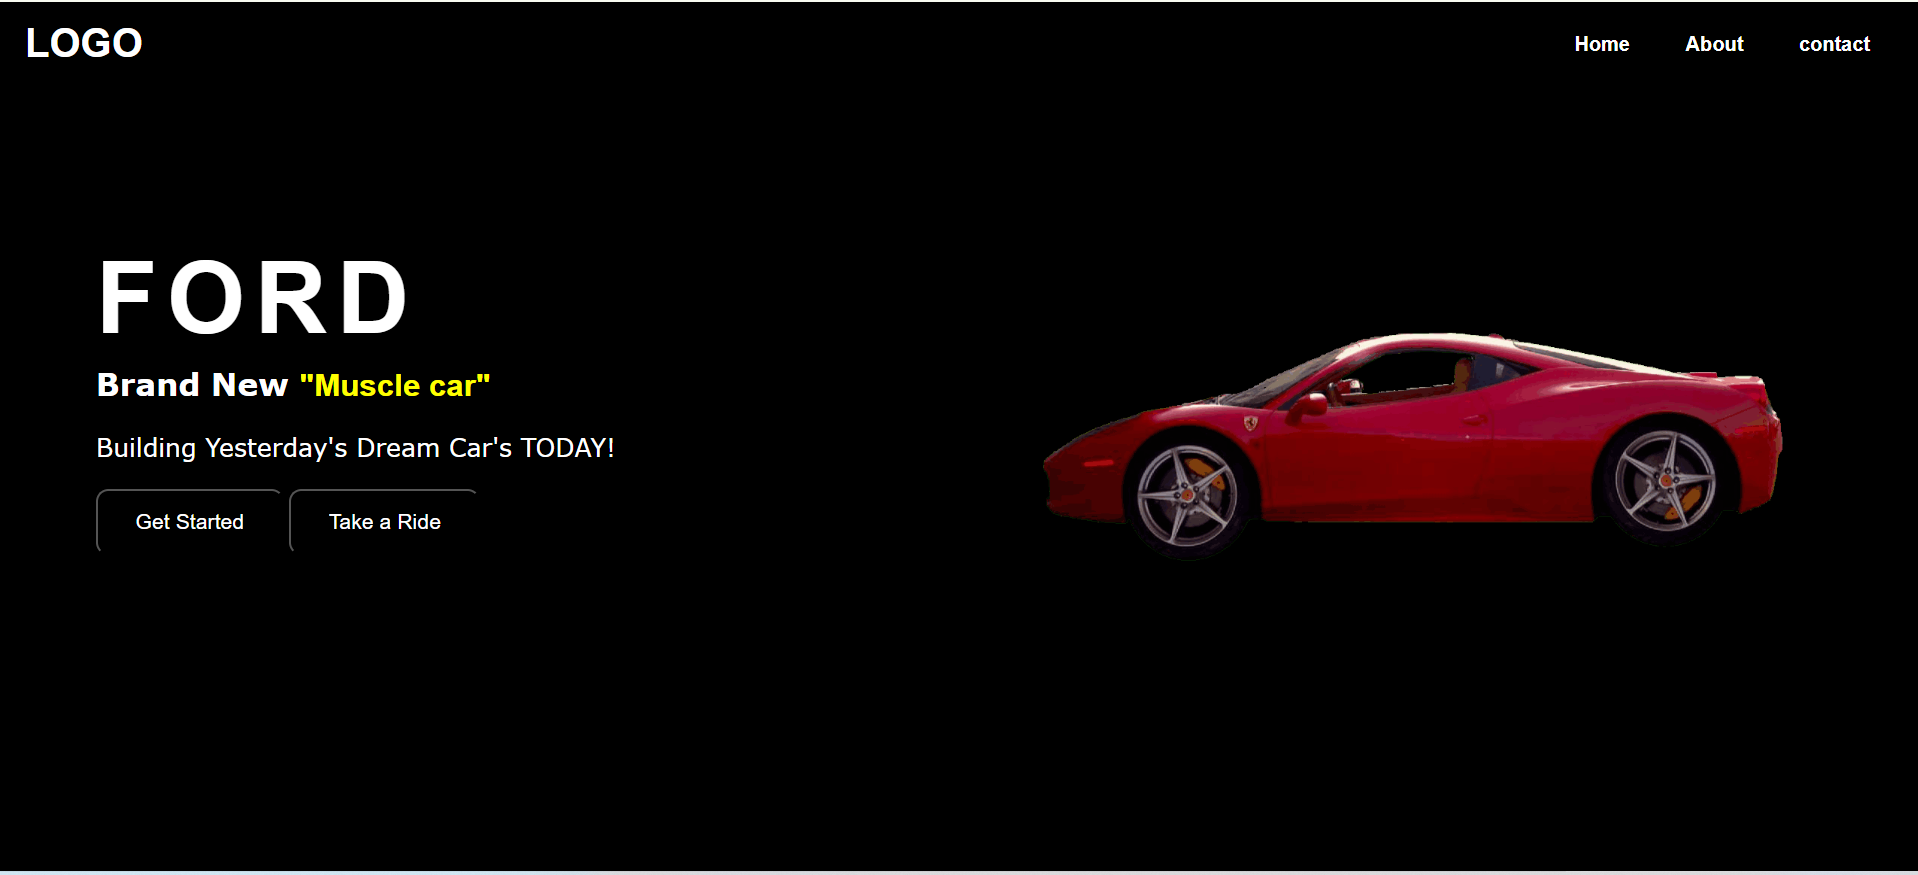 LOGO
Home About contact
FORD
Brand New "Muscle car"
Building Yesterday's Dream Car's TODAY!
Get Started Take a Ride